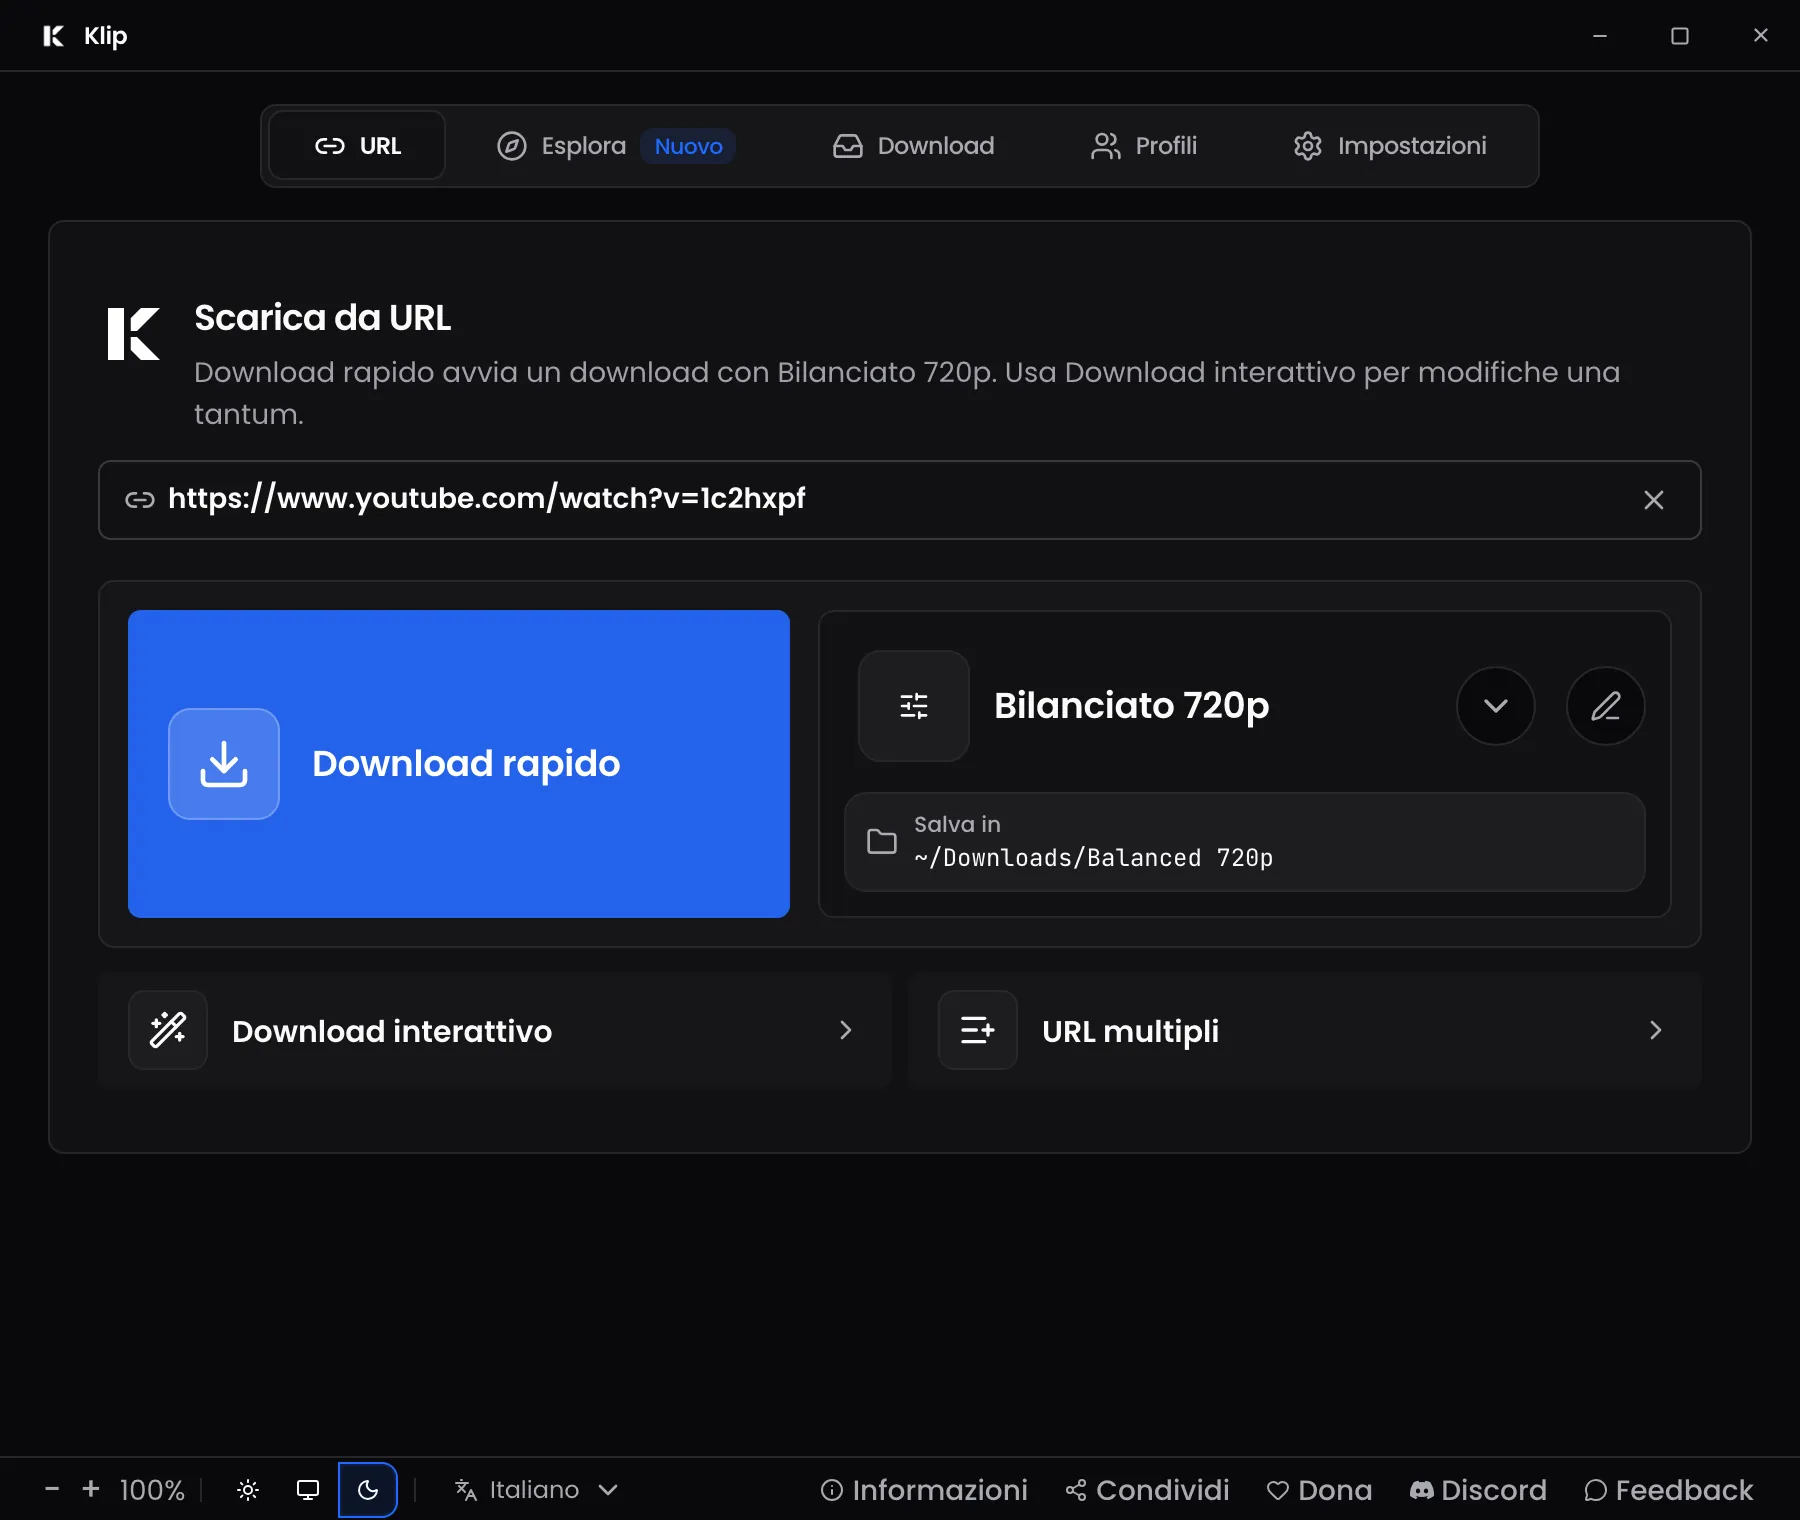 Klip
URL
Esplora
Nuovo
Download
Profili
Impostazioni
Scarica da URL
Download rapido avvia un download con Bilanciato 720p. Usa Download interattivo per modifiche una
tantum.
https://www.youtube.com/watch?v=1c2hxpf
Download rapido
Bilanciato 720p
Salva in
~/Downloads/Balanced 720p
Download interattivo
URL multipli
100%
Italiano
Informazioni
Condividi
Dona
Discord
Feedback